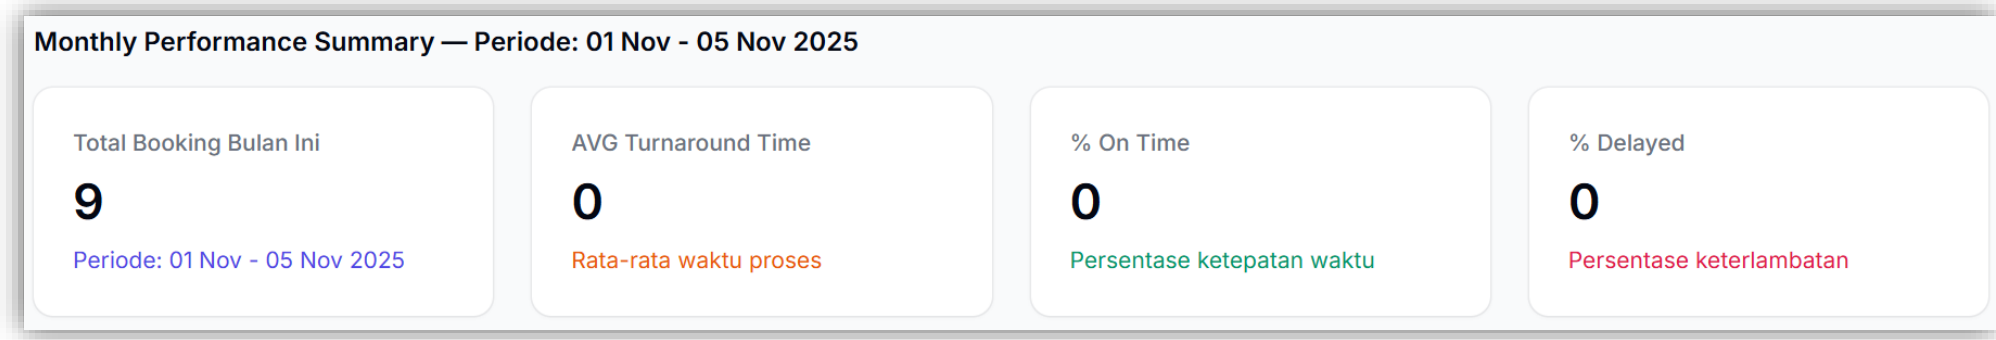 Monthly Performance Summary — Periode: 01 Nov - 05 Nov 2025
Total Booking Bulan Ini
9
Periode: 01 Nov - 05 Nov 2025
AVG Turnaround Time
0
Rata-rata waktu proses
% On Time
0
Persentase ketepatan waktu
% Delayed
0
Persentase keterlambatan